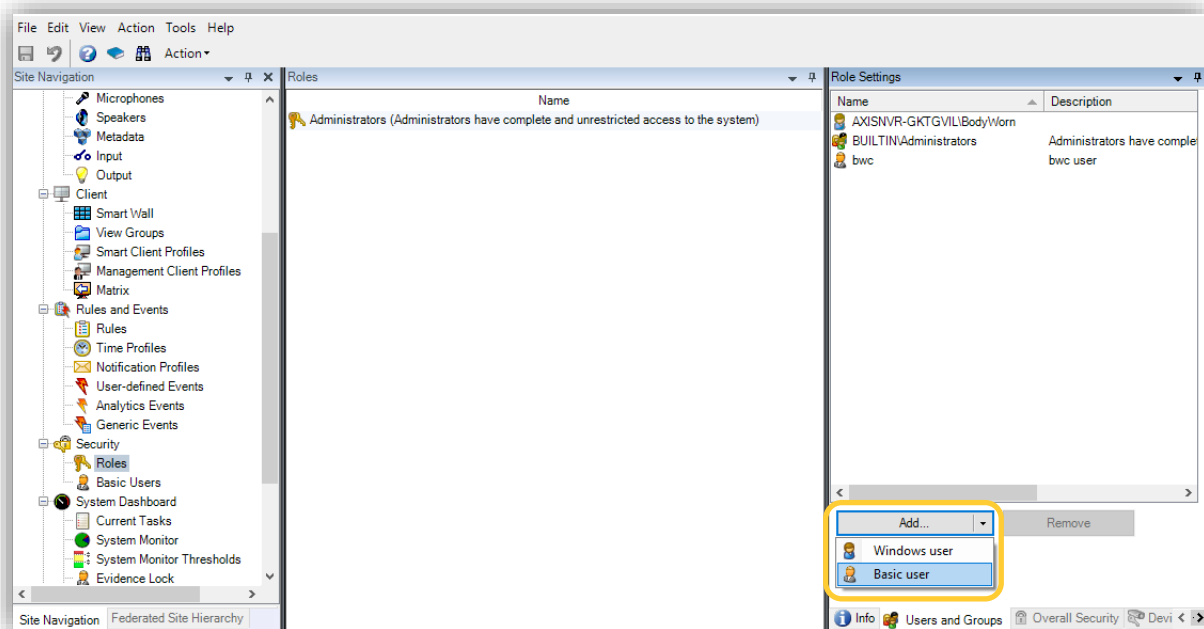 File Edit View Action Tools Help
Action
Site Navigation
Microphones
Speakers
Metadata
Input
Output
Client
Smart Wall
View Groups
Smart Client Profiles
Management Client Profiles
Matrix
Rules and Events
Rules
Time Profiles
Notification Profiles
User-defined Events
Analytics Events
Generic Events
Security
Roles
Basic Users
System Dashboard
Current Tasks
System Monitor
System Monitor Thresholds
Evidence Lock
Site Navigation Federated Site Hierarchy
Roles
Name
Administrators (Administrators have complete and unrestricted access to the system)
Role Settings
Name Description
AXISNVR-GKTGVIL\BodyWorn
BUILTIN\Administrators Administrators have comple
bwc bwc user
Add... Remove
Windows user
Basic user
Info Users and Groups Overall Security Devi